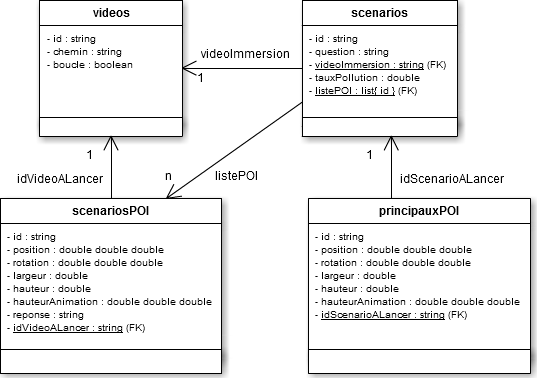 videos
- id : string
- chemin : string
- boucle : boolean
scenarios
- id : string
- question : string
- videoImmersion : string (FK)
- tauxPollution : double
- listePOI : list{ id } (FK)
videoImmersion
1
1
idVideoALancer
n
listePOI
1
idScenarioALancer
scenariosPOI
- id : string
- position : double double double
- rotation : double double double
- largeur : double
- hauteur : double
- hauteurAnimation : double double double
- reponse : string
- idVideoALancer : string (FK)
principauxPOI
- id : string
- position : double double double
- rotation : double double double
- largeur : double
- hauteur : double
- hauteurAnimation : double double double
- idScenarioALancer : string (FK)